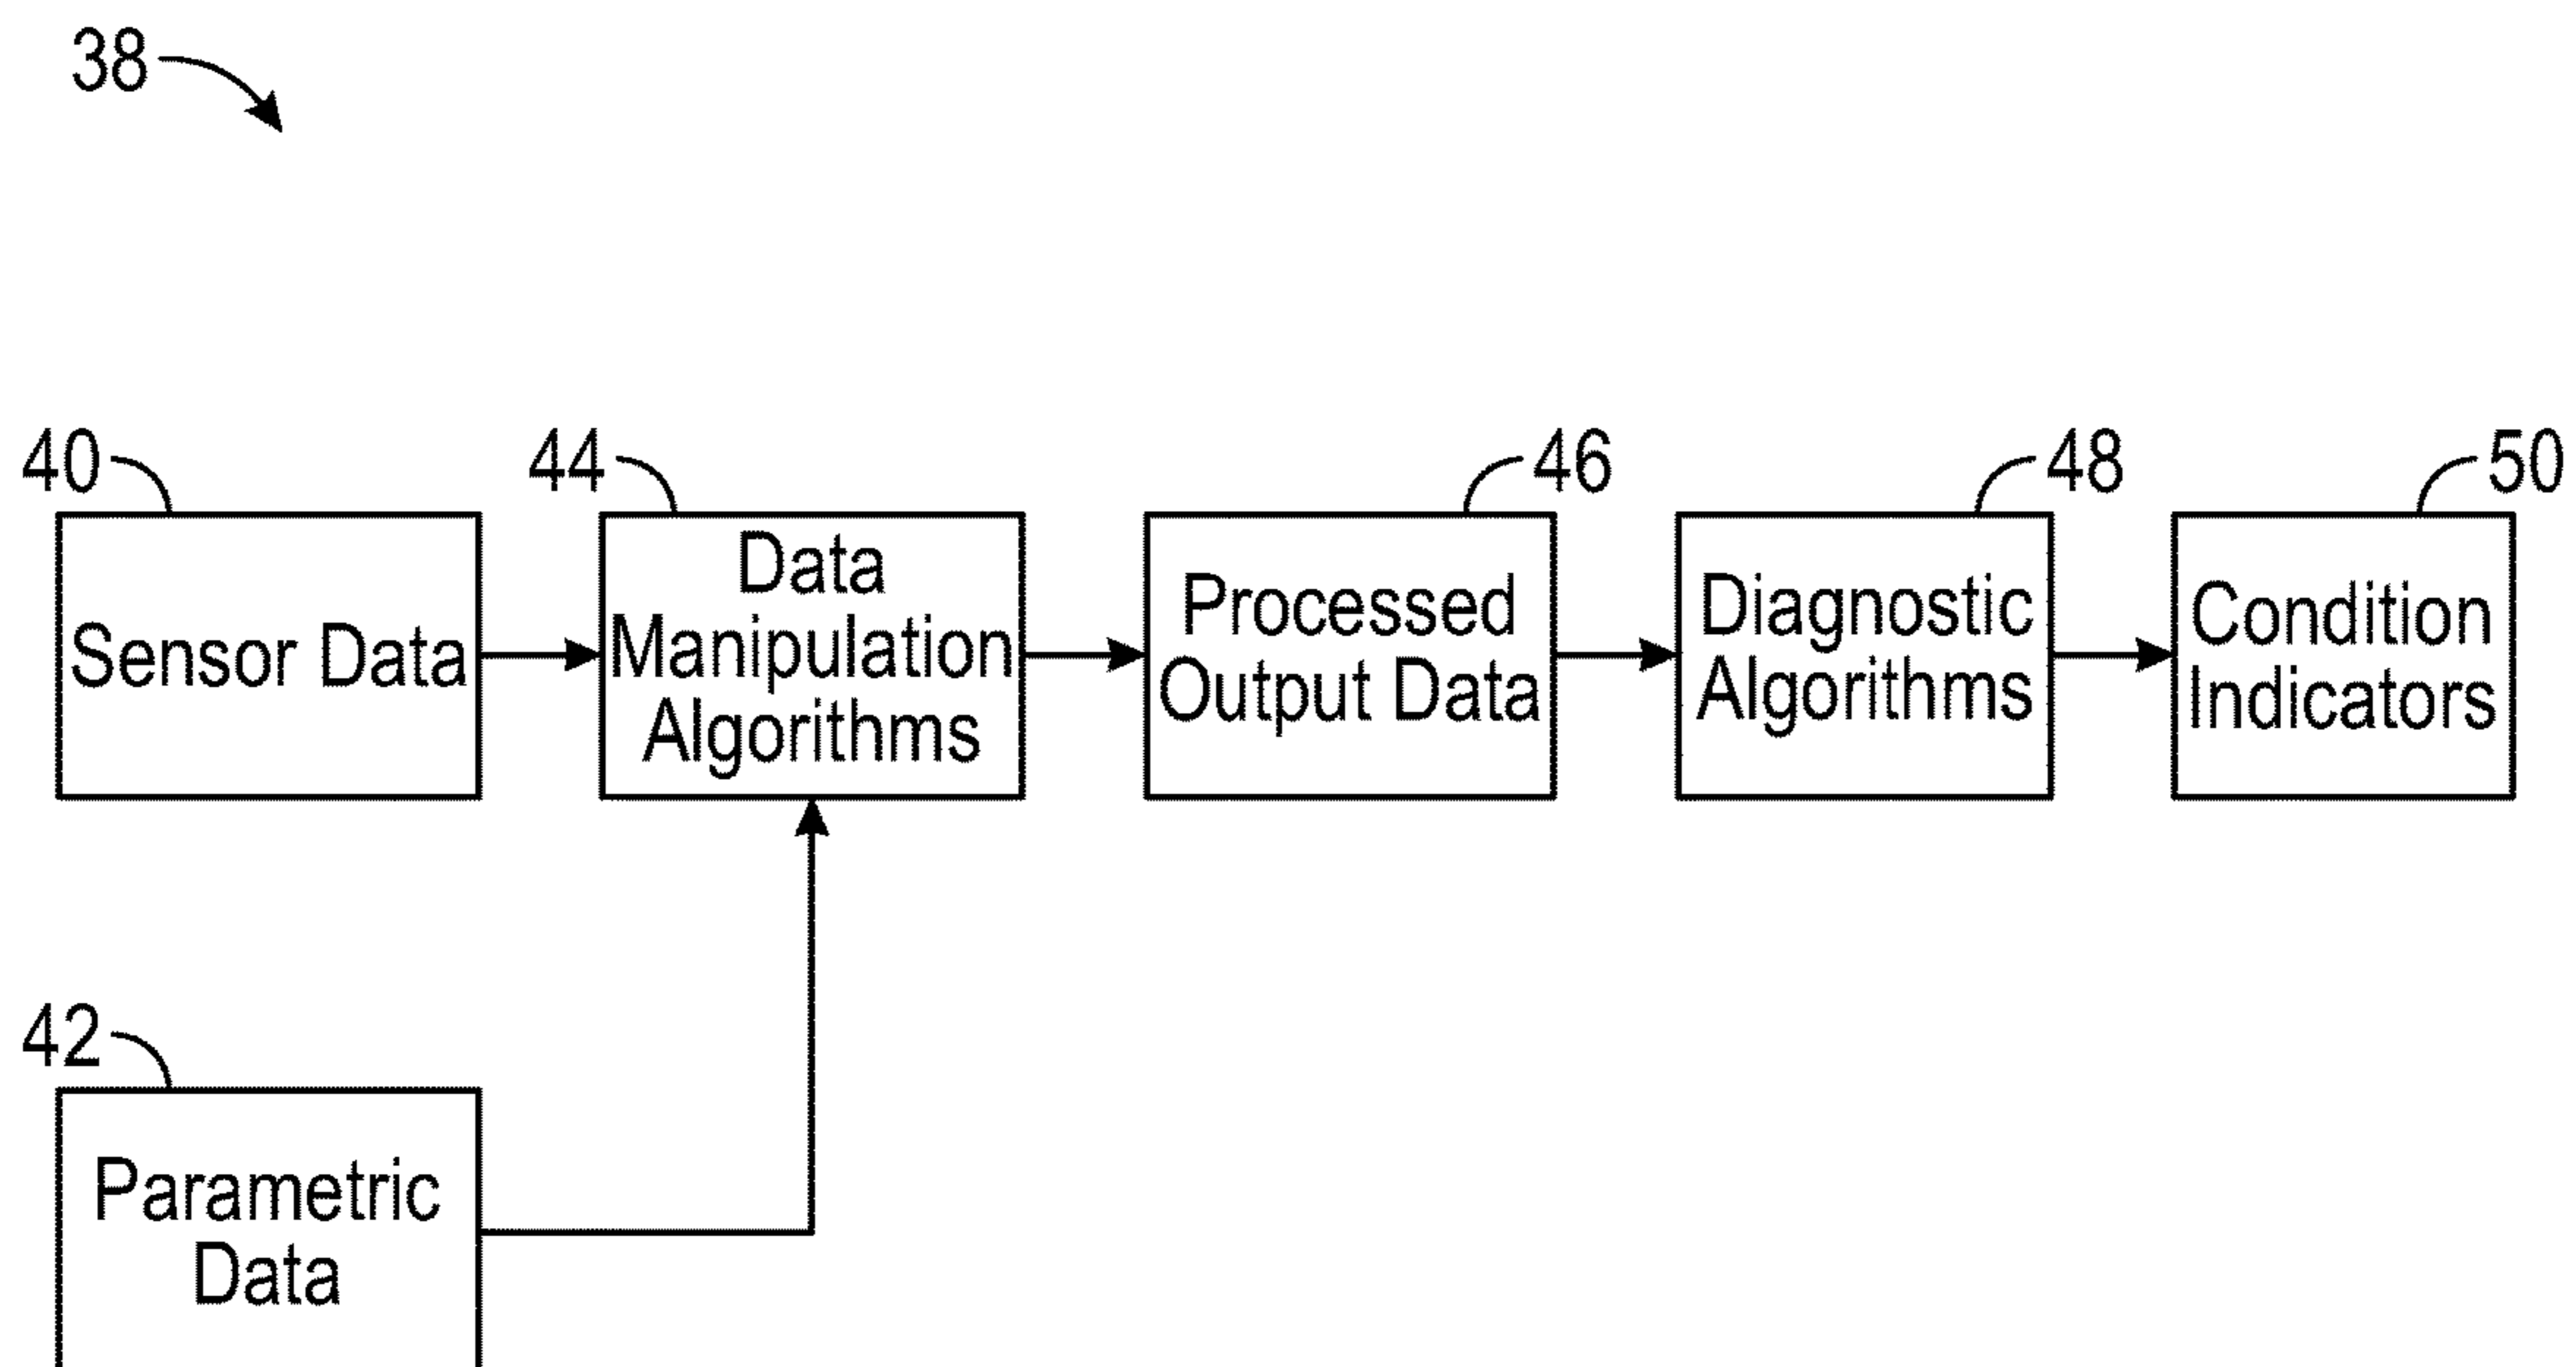 38
40
44
46
48
50
Sensor Data
Data
Manipulation
Algorithms
Processed
Output Data
Diagnostic
Algorithms
Condition
Indicators
42
Parametric
Data